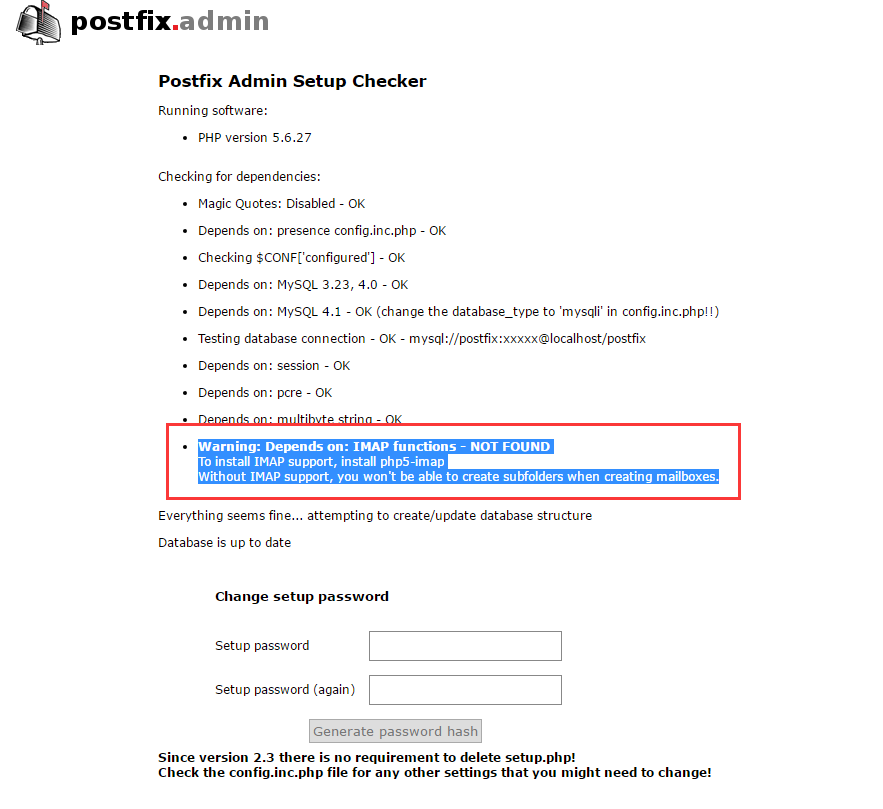 postfix.admin
Postfix Admin Setup Checker
Running software:
PHP version 5.6.27
Checking for dependencies:
Magic Quotes: Disabled - OK
Depends on: presence config.inc.php - OK
Checking $CONF['configured'] - OK
Depends on: MySQL 3.23, 4.0 - OK
Depends on: MySQL 4.1 - OK (change the database_type to 'mysqli' in config.inc.php!!)
Testing database connection - OK - mysql://postfix:xxxxx@localhost/postfix
Depends on: session - OK
Depends on: pcre - OK
Depends on: multibyte string - OK
Warning: Depends on: IMAP functions - NOT FOUND
To install IMAP support, install php5-imap
Without IMAP support, you won't be able to create subfolders when creating mailboxes.
Everything seems fine... attempting to create/update database structure
Database is up to date
Change setup password
Setup password
Setup password (again)
Generate password hash
Since version 2.3 there is no requirement to delete setup.php!
Check the config.inc.php file for any other settings that you might need to change!